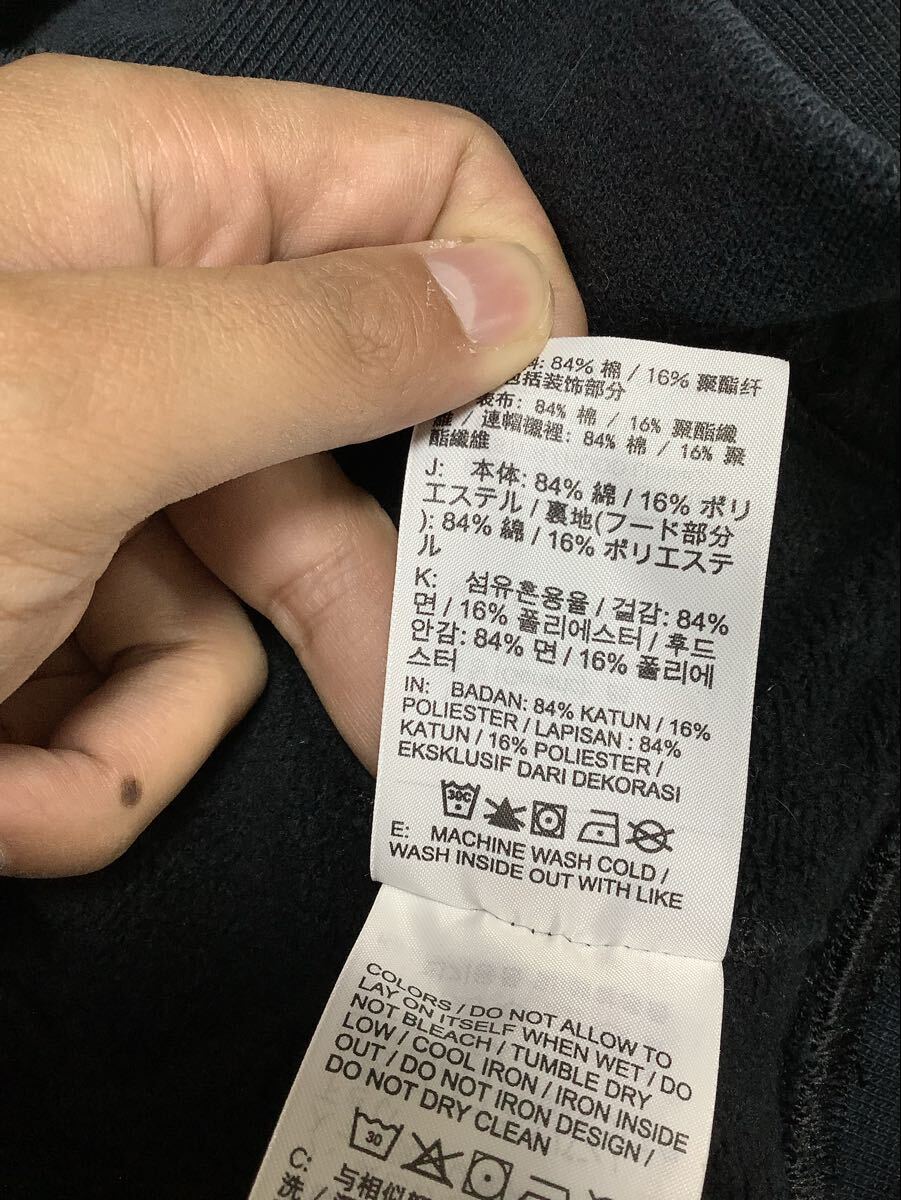 : 84% 棉 / 16% 聚酯纤
包括装饰部分
表布: 84% 棉 / 16% 聚酯纖
維 / 連帽襯裡: 84% 棉 / 16% 聚
酯纖維
J: 本体: 84% 綿 / 16% ポリ
エステル / 裏地(フード部分
): 84% 綿 / 16% ポリエステ
ル
K: 섬유혼용율 / 겉감: 84%
면 / 16% 폴리에스터 / 후드
안감: 84% 면 / 16% 폴리에
스터
IN: BADAN: 84% KATUN / 16%
POLIESTER / LAPISAN : 84%
KATUN / 16% POLIESTER /
EKSKLUSIF DARI DEKORASI
30C
E: MACHINE WASH COLD /
WASH INSIDE OUT WITH LIKE
COLORS / DO NOT ALLOW TO
LAY ON ITSELF WHEN WET / DO
NOT BLEACH / TUMBLE DRY
LOW / COOL IRON / IRON INSIDE
OUT / DO NOT IRON DESIGN /
DO NOT DRY CLEAN
30
C: 与相似
洗 /